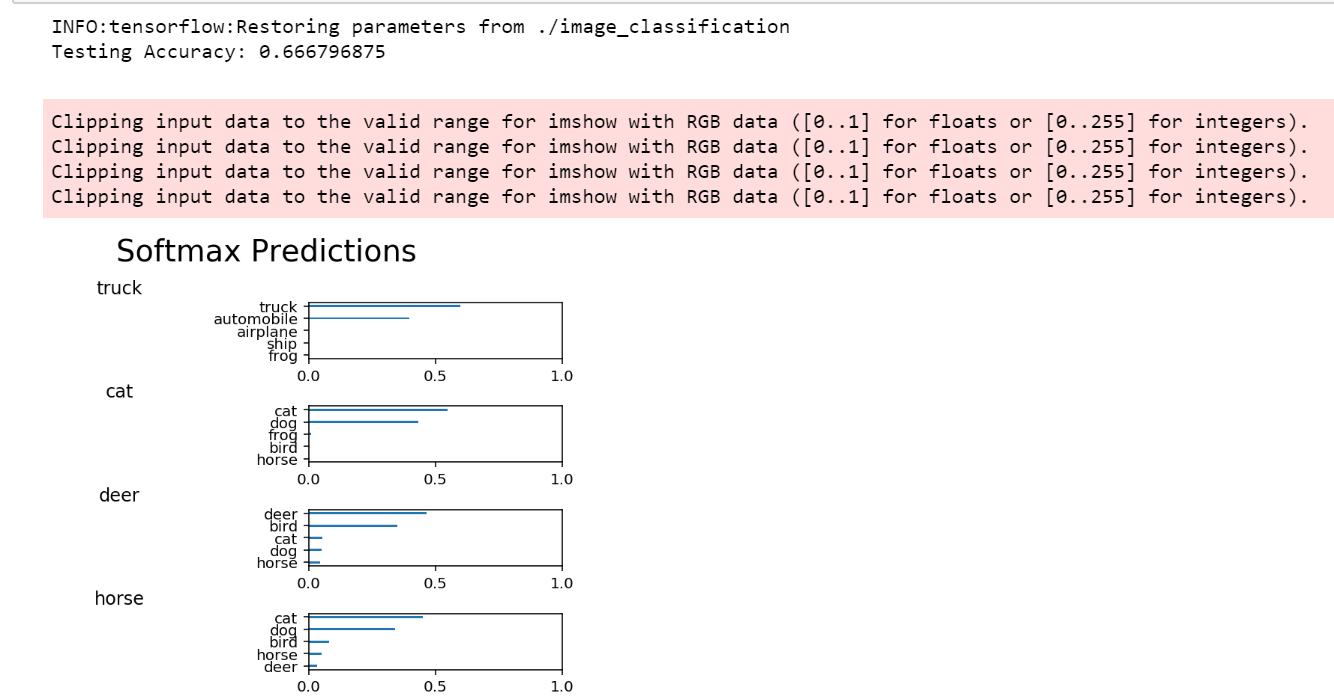 INFO:tensorflow:Restoring parameters from ./image_classification
Testing Accuracy: 0.666796875
Clipping input data to the valid range for imshow with RGB data ([0..1] for floats or [0..255] for integers).
Clipping input data to the valid range for imshow with RGB data ([0..1] for floats or [0..255] for integers).
Clipping input data to the valid range for imshow with RGB data ([0..1] for floats or [0..255] for integers).
Clipping input data to the valid range for imshow with RGB data ([0..1] for floats or [0..255] for integers).
Softmax Predictions
truck
truck
automobile
airplane
ship
frog
0.0 0.5 1.0
cat
cat
dog
frog
bird
horse
0.0 0.5 1.0
deer
deer
bird
cat
dog
horse
0.0 0.5 1.0
horse
cat
dog
bird
horse
deer
0.0 0.5 1.0